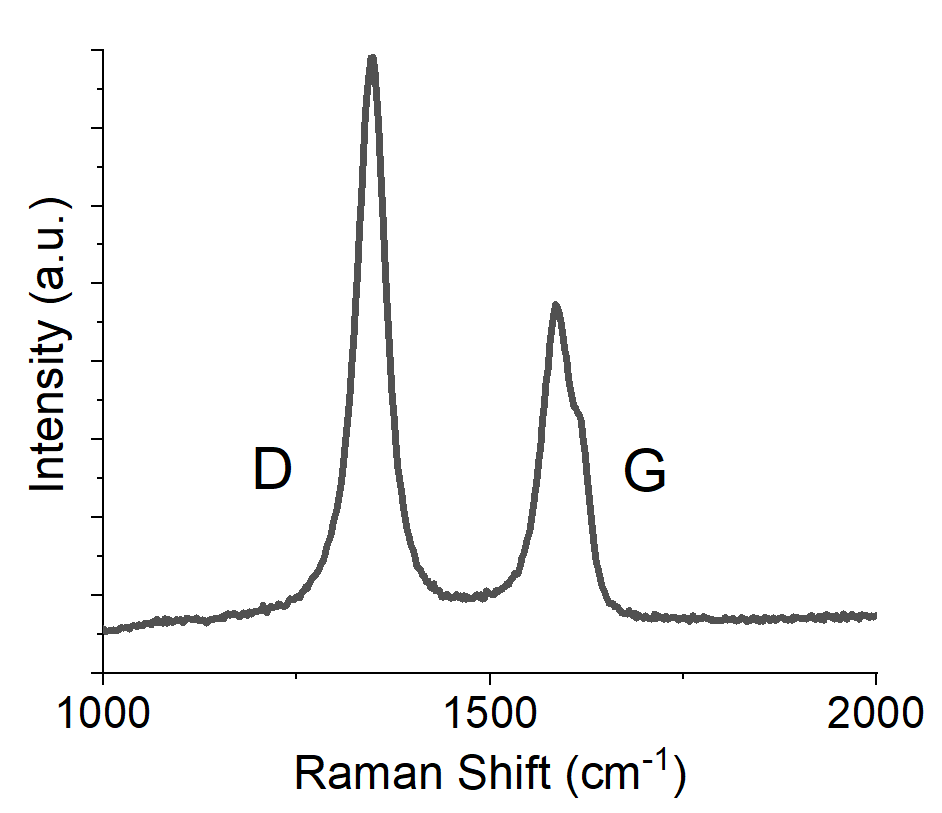 Intensity (a.u.)
D
G
1000
1500
2000
Raman Shift (cm⁻¹)